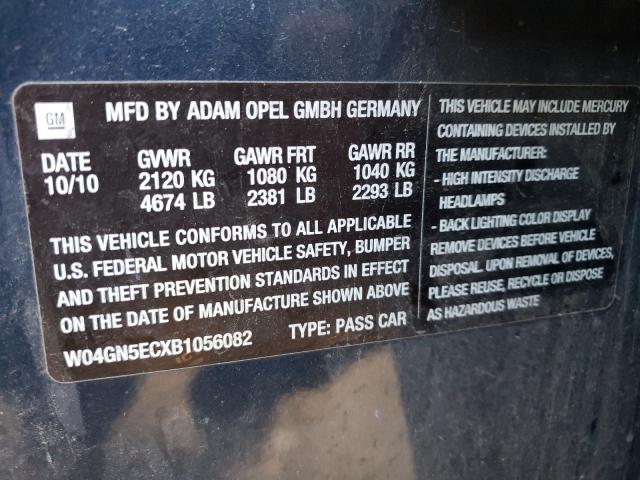 GM
MFD BY ADAM OPEL GMBH GERMANY
DATE GVWR GAWR FRT GAWR RR
10/10 2120 KG 1080 KG 1040 KG
4674 LB 2381 LB 2293 LB
THIS VEHICLE CONFORMS TO ALL APPLICABLE
U.S. FEDERAL MOTOR VEHICLE SAFETY, BUMPER
AND THEFT PREVENTION STANDARDS IN EFFECT
ON THE DATE OF MANUFACTURE SHOWN ABOVE
W04GN5ECXB1056082 TYPE: PASS CAR
THIS VEHICLE MAY INCLUDE MERCURY
CONTAINING DEVICES INSTALLED BY
THE MANUFACTURER:
- HIGH INTENSITY DISCHARGE
HEADLAMPS
- BACK LIGHTING COLOR DISPLAY
REMOVE DEVICES BEFORE VEHICLE
DISPOSAL. UPON REMOVAL OF DEVICES,
PLEASE REUSE, RECYCLE OR DISPOSE
AS HAZARDOUS WASTE